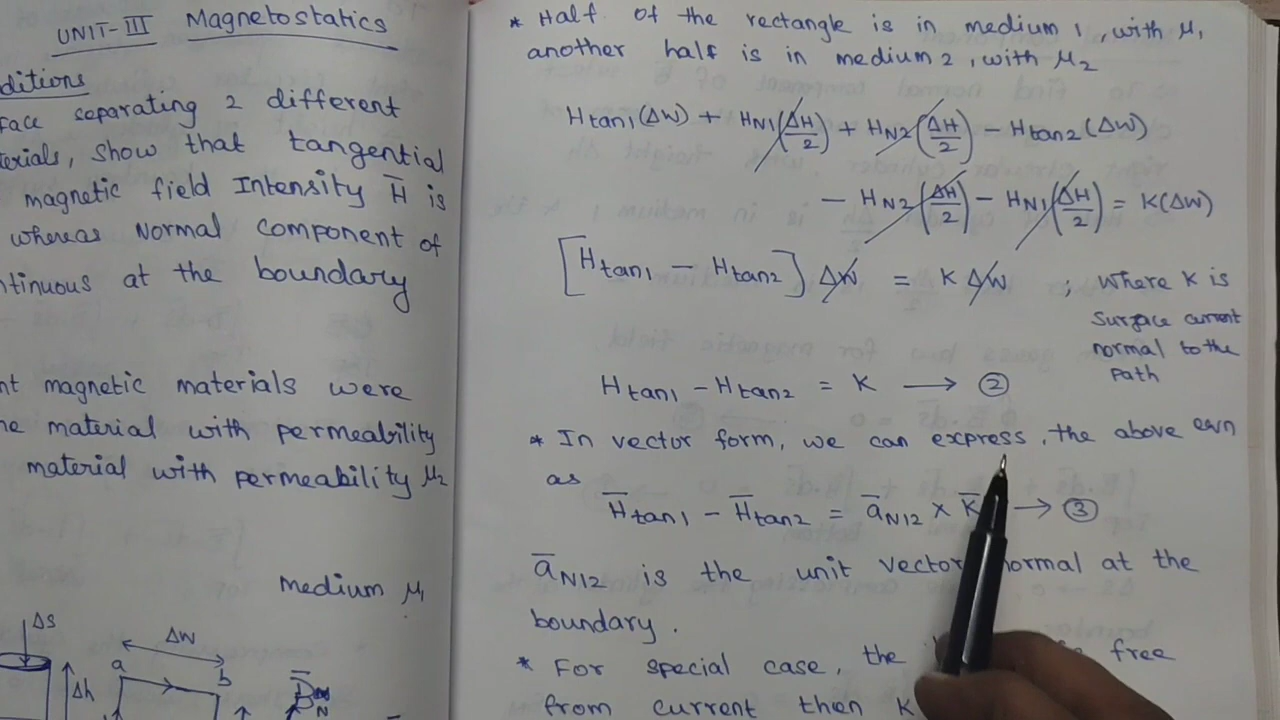 UNIT-III Magnetostatics
ditions
face separating 2 different
terials, show that tangential
magnetic field Intensity H̅ is
whereas Normal component of
ntinuous at the boundary
nt magnetic materials were
material with permeability
material with permeability μ2
medium μ1
ΔS
ΔW
a
b
Δh
N
* Half of the rectangle is in medium 1, with μ1
another half is in medium 2, with μ2
Htan1(ΔW) + HN1(ΔH/2) + HN2(ΔH/2) - Htan2(ΔW)
- HN2(ΔH/2) - HN1(ΔH/2) = K(ΔW)
[Htan1 - Htan2] ΔW = K ΔW ; where K is
Surface current
normal to the
path
Htan1 - Htan2 = K → ②
* In vector form, we can express, the above eqn
as
H̅tan1 - H̅tan2 = a̅N12 × K̅ → ③
a̅N12 is the unit vector normal at the
boundary.
* For special case, the free
from current then K